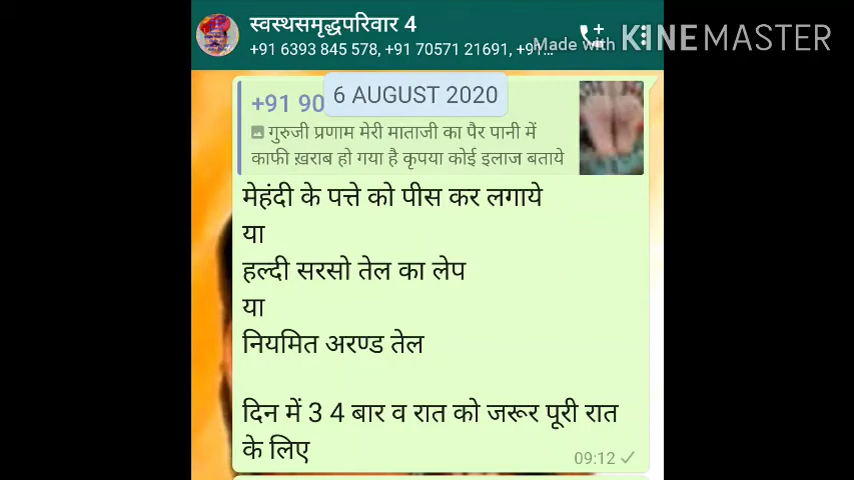 स्वस्थसमृद्धपरिवार 4
+91 6393 845 578, +91 70571 21691, +91...
Made with KINEMASTER
6 AUGUST 2020
+91 90
गुरुजी प्रणाम मेरी माताजी का पैर पानी में
काफी ख़राब हो गया है कृपया कोई इलाज बताये
मेहंदी के पत्ते को पीस कर लगाये
या
हल्दी सरसो तेल का लेप
या
नियमित अरण्ड तेल
दिन में 3 4 बार व रात को जरूर पूरी रात
के लिए
09:12